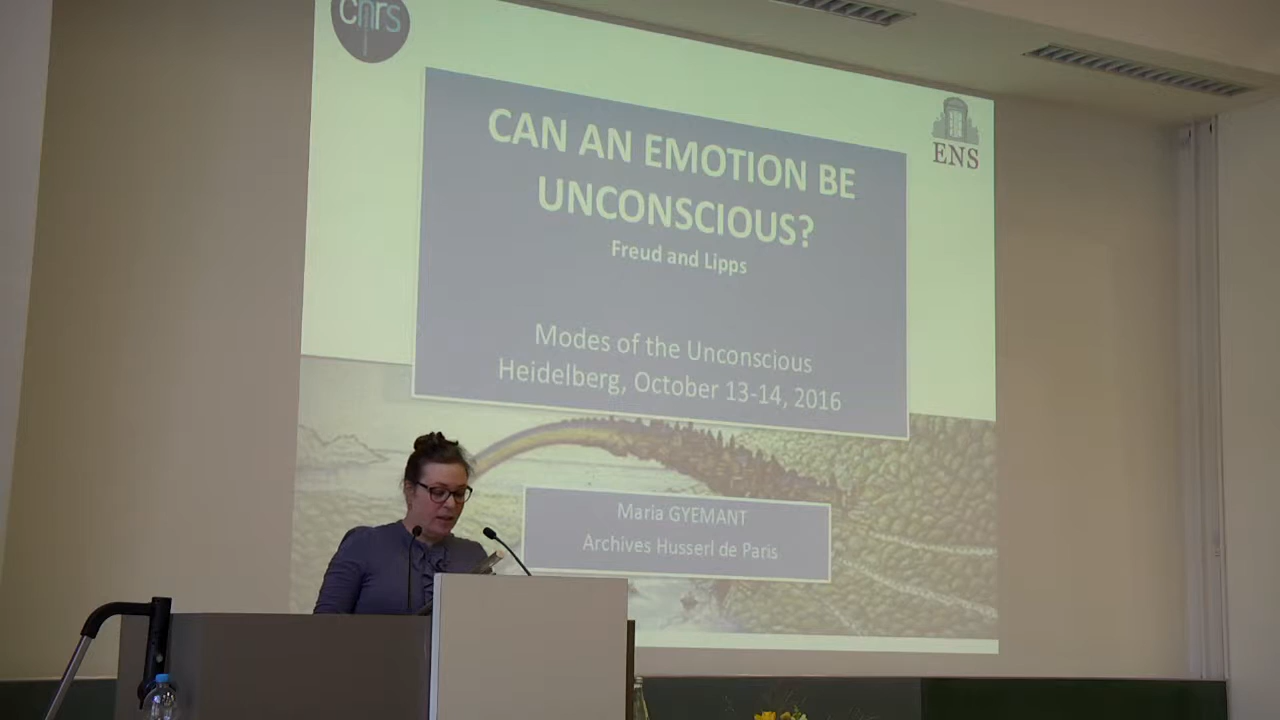 cnrs
ENS
CAN AN EMOTION BE
UNCONSCIOUS?
Freud and Lipps
Modes of the Unconscious
Heidelberg, October 13-14, 2016
Maria GYEMANT
Archives Husserl de Paris